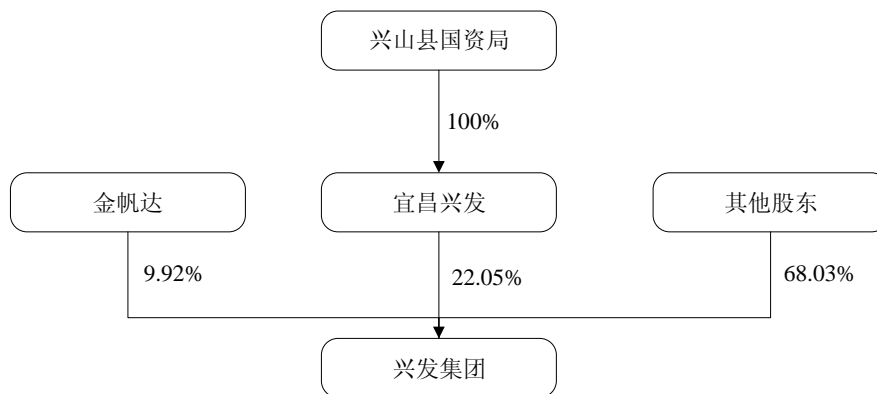 兴山县国资局
100%
金帆达
宜昌兴发
其他股东
9.92%
22.05%
68.03%
兴发集团